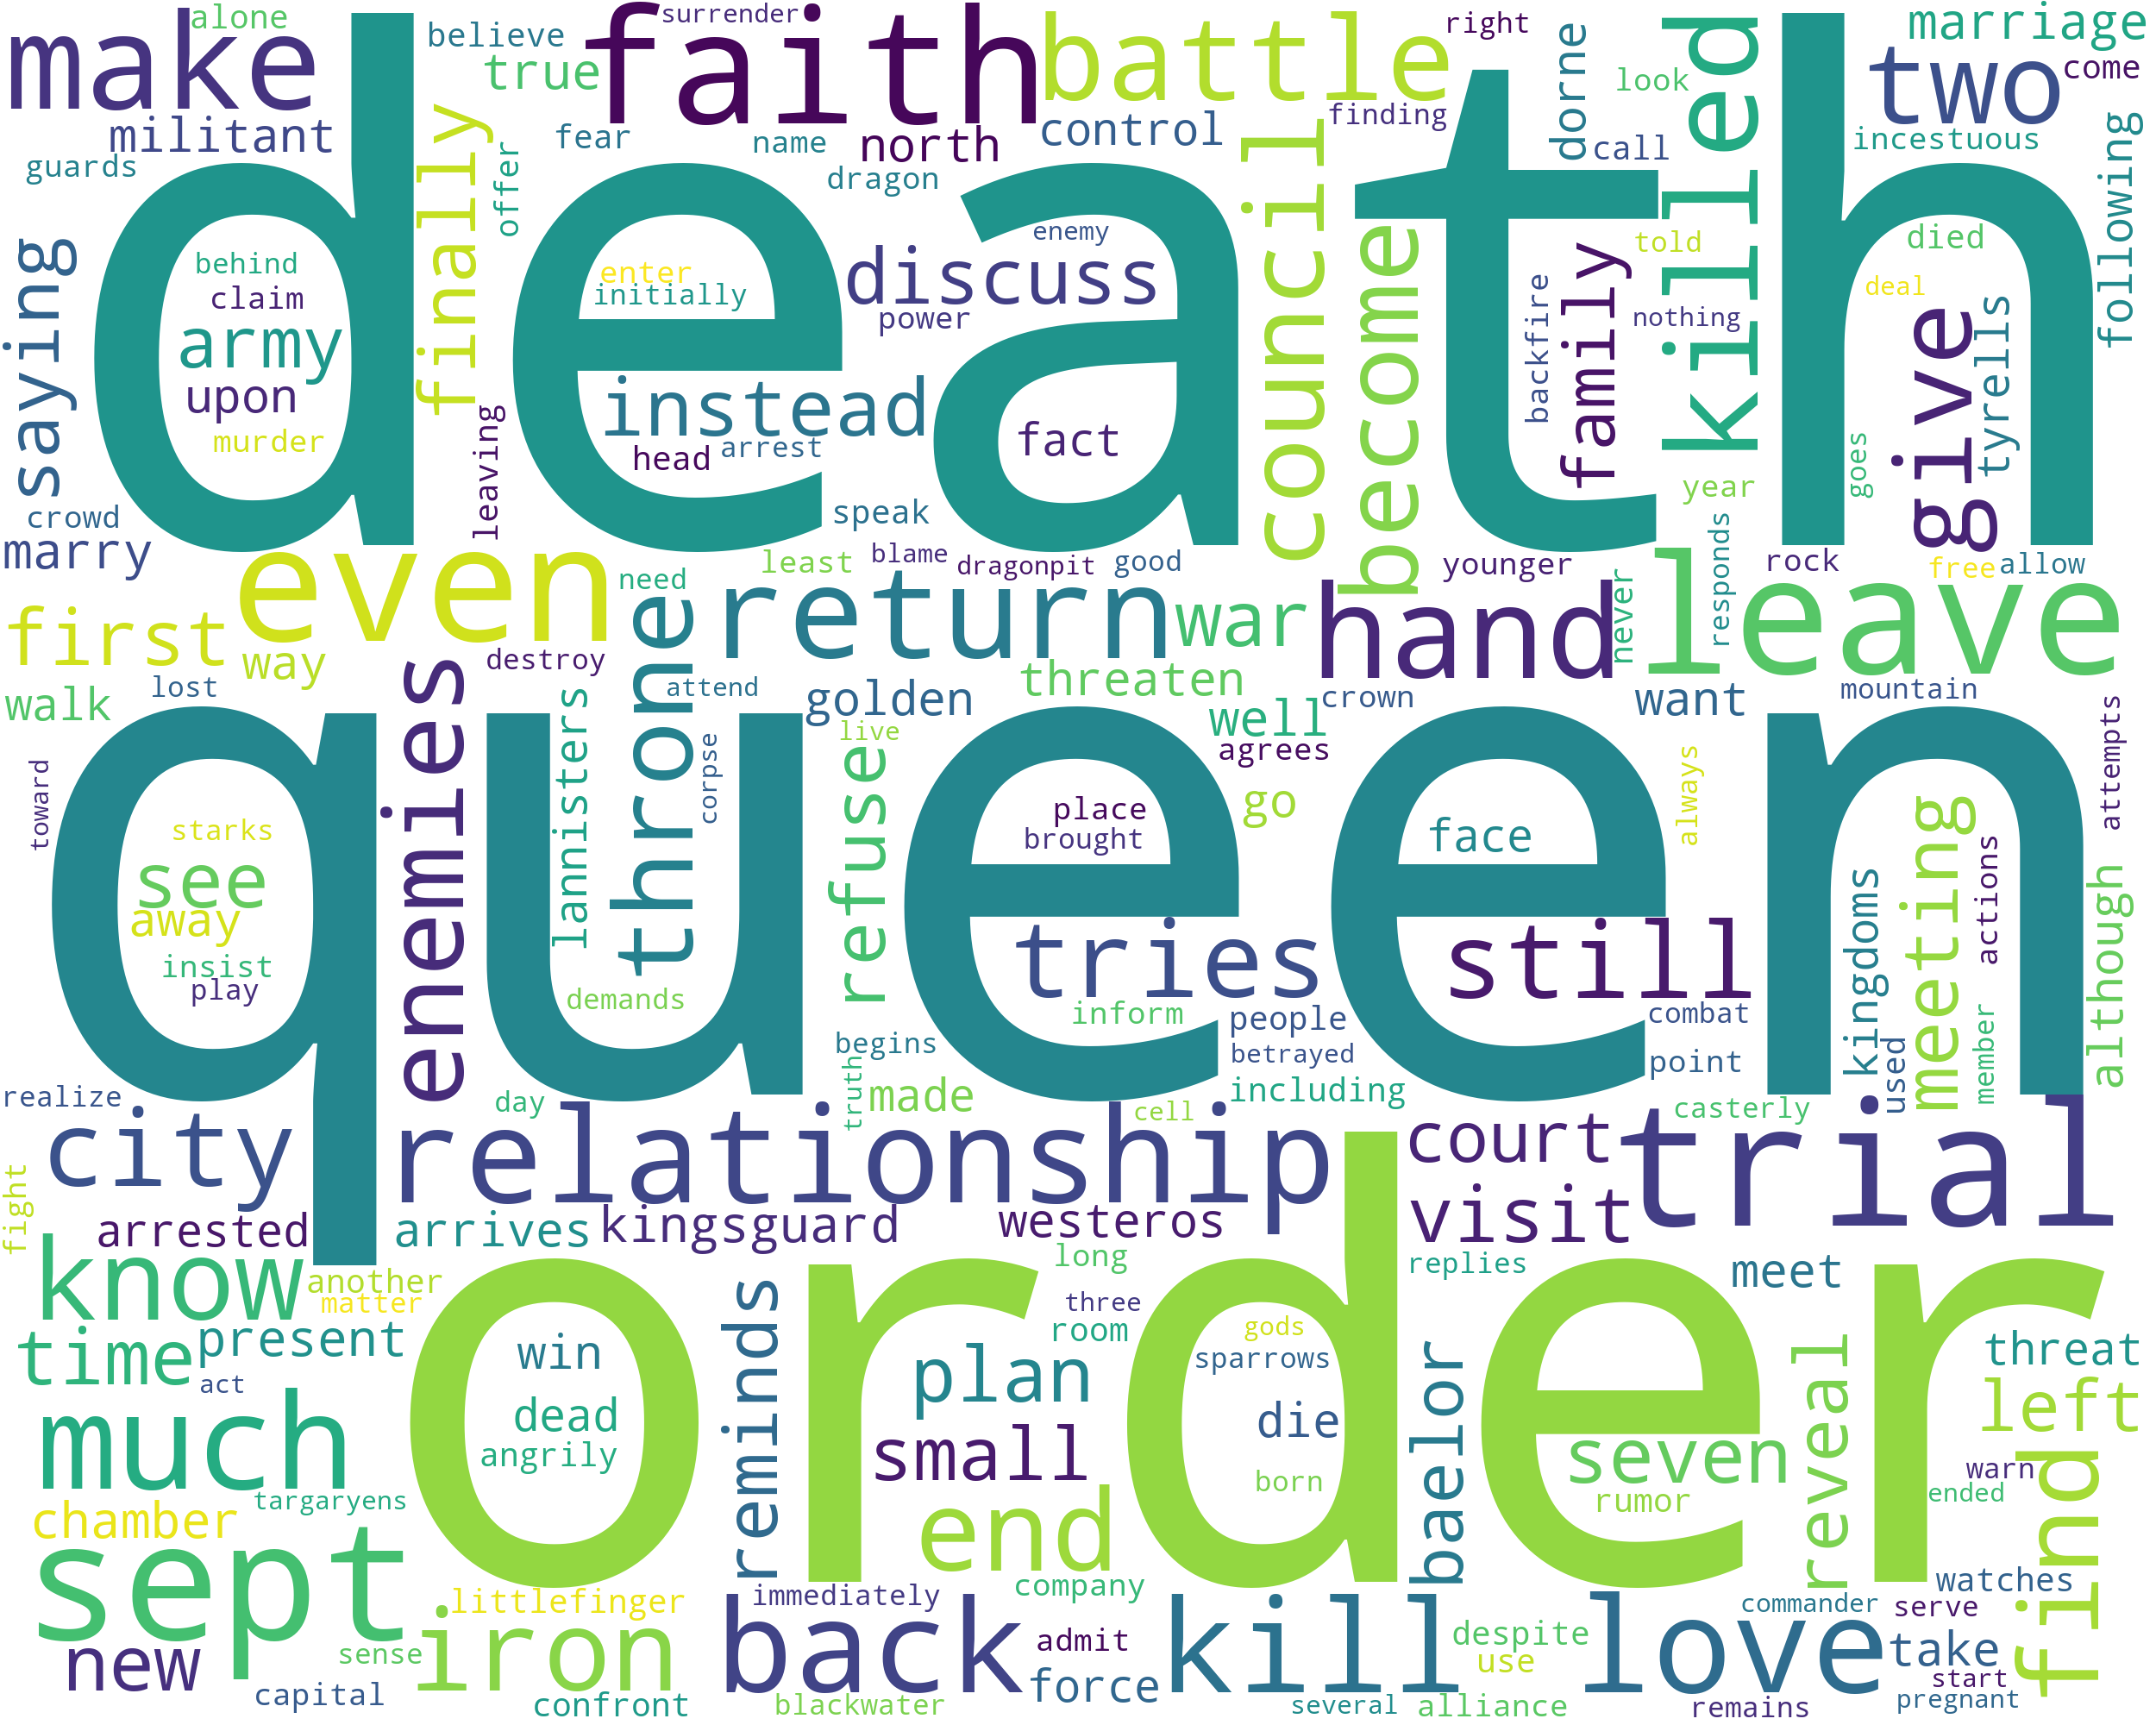 alone
surrender
make
faith
battle
right
marriage
believe
true
killed
two
come
militant
fear
name
north
control
finding
dorne
look
call
incestuous
guards
finally
offer
dragon
council
following
death
saying
behind
claim
army
upon
murder
enter
initially
discuss
power
enemy
become
backfire
family
told
nothing
died
deal
give
tyrells
instead
head
arrest
fact
leaving
crowd
speak
year
goes
marry
even
need
least
blame
dragonpit
good
younger
responds
rock
free
allow
first
way
throne
return
war
hand
never
leave
destroy
threaten
walk
lost
enemies
lannisters
attend
golden
well
crown
want
mountain
attempts
toward
corpse
live
refuse
agrees
always
queen
starks
see
away
insist
play
place
brought
go
face
meeting
actions
kingdoms
although
tries
still
demands
inform
people
combat
begins
betrayed
point
used
member
realize
day
truth
made
cell
including
casterly
city
relationship
court
trial
fight
arrested
arrives
kingsguard
westeros
visit
know
another
matter
reminds
long
replies
meet
three
room
gods
time
present
win
plan
sparrows
baelor
reveal
threat
act
order
much
dead
angrily
small
die
seven
left
targaryens
born
rumor
warn
ended
chamber
end
find
sept
littlefinger
immediately
company
commander
watches
serve
new
sense
iron
back
admit
kill
despite
love
take
capital
confront
force
use
start
blackwater
several
alliance
remains
pregnant